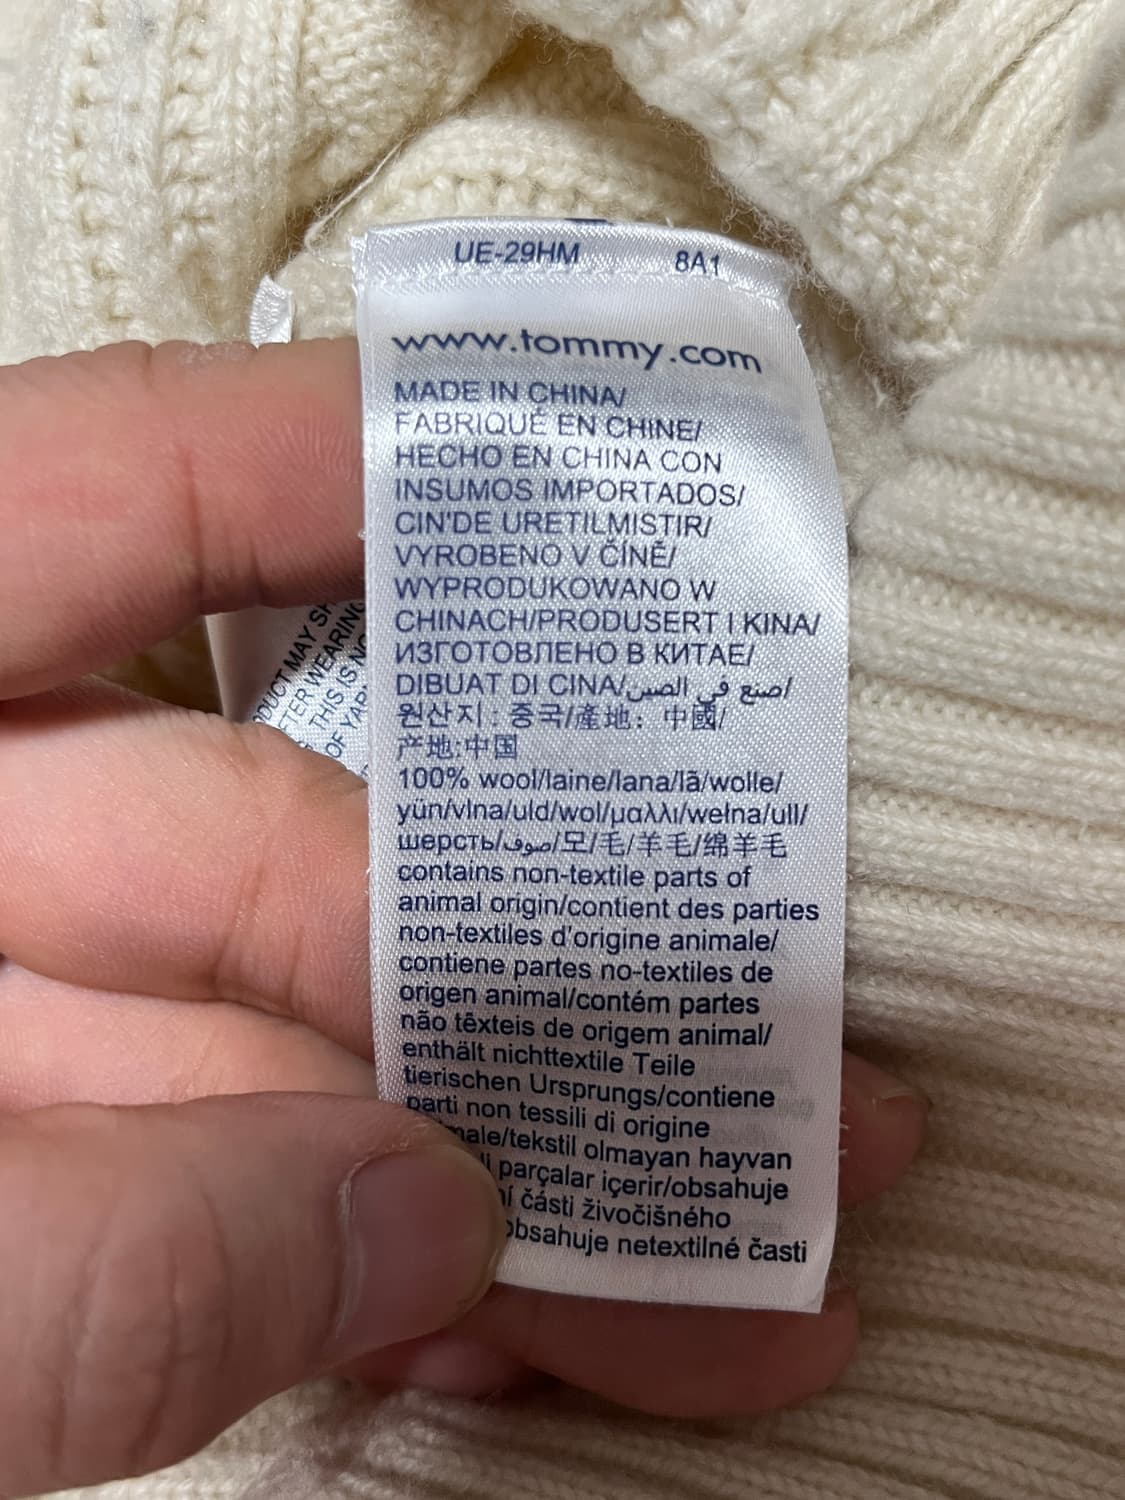 UE-29HM 8A1
www.tommy.com
MADE IN CHINA/
FABRIQUÉ EN CHINE/
HECHO EN CHINA CON
INSUMOS IMPORTADOS/
CIN'DE URETILMISTIR/
VYROBENO V ČÍNĚ/
WYPRODUKOWANO W
CHINACH/PRODUSERT I KINA/
ИЗГОТОВЛЕНО В КИТАЕ/
DIBUAT DI CINA/صنع في الصين/
원산지: 중국/產地: 中國/
产地:中国
100% wool/laine/lana/lã/wolle/
yün/vlna/uld/wol/μαλλι/wełna/ull/
шерсть/صوف/모/毛/羊毛/绵羊毛
contains non-textile parts of
animal origin/contient des parties
non-textiles d'origine animale/
contiene partes no-textiles de
origen animal/contém partes
não têxteis de origem animal/
enthält nichttextile Teile
tierischen Ursprungs/contiene
parti non tessili di origine
male/tekstil olmayan hayvan
parçalar içerir/obsahuje
části živočišného
obsahuje netextilné časti
MAY
WEARING
THIS IS
OF